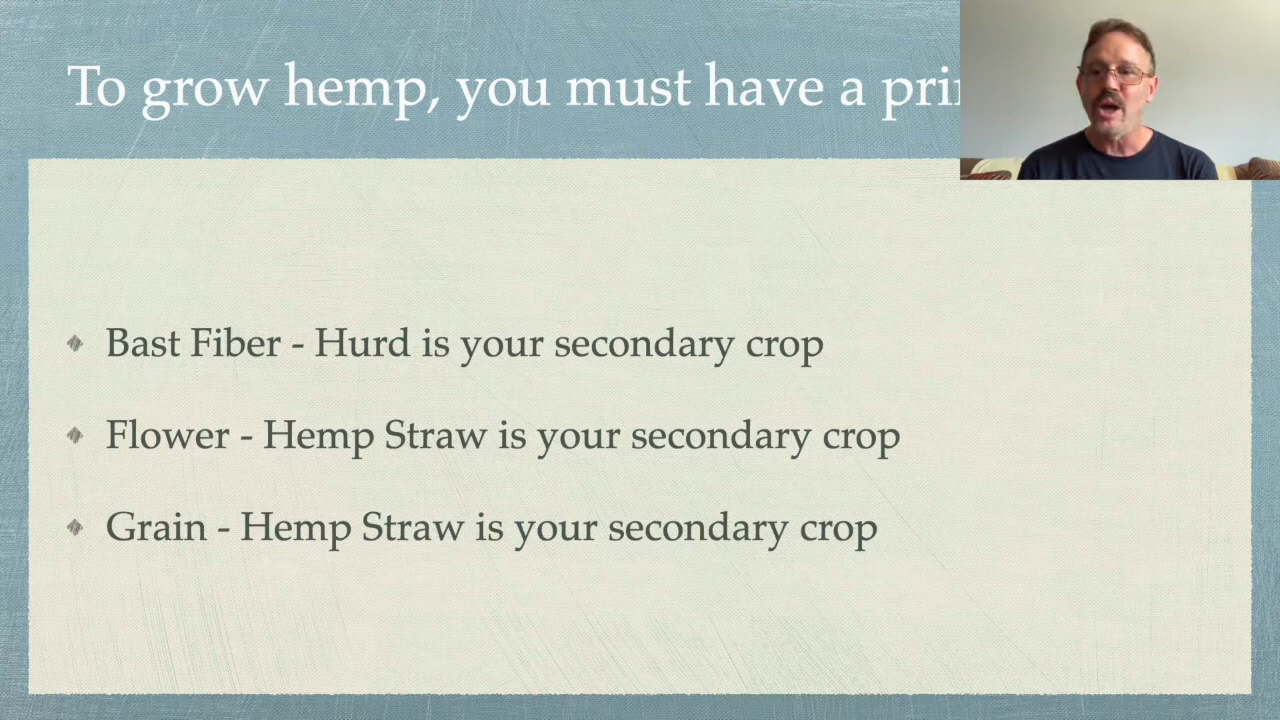 To grow hemp, you must have a
Bast Fiber - Hurd is your secondary crop
Flower - Hemp Straw is your secondary crop
Grain - Hemp Straw is your secondary crop